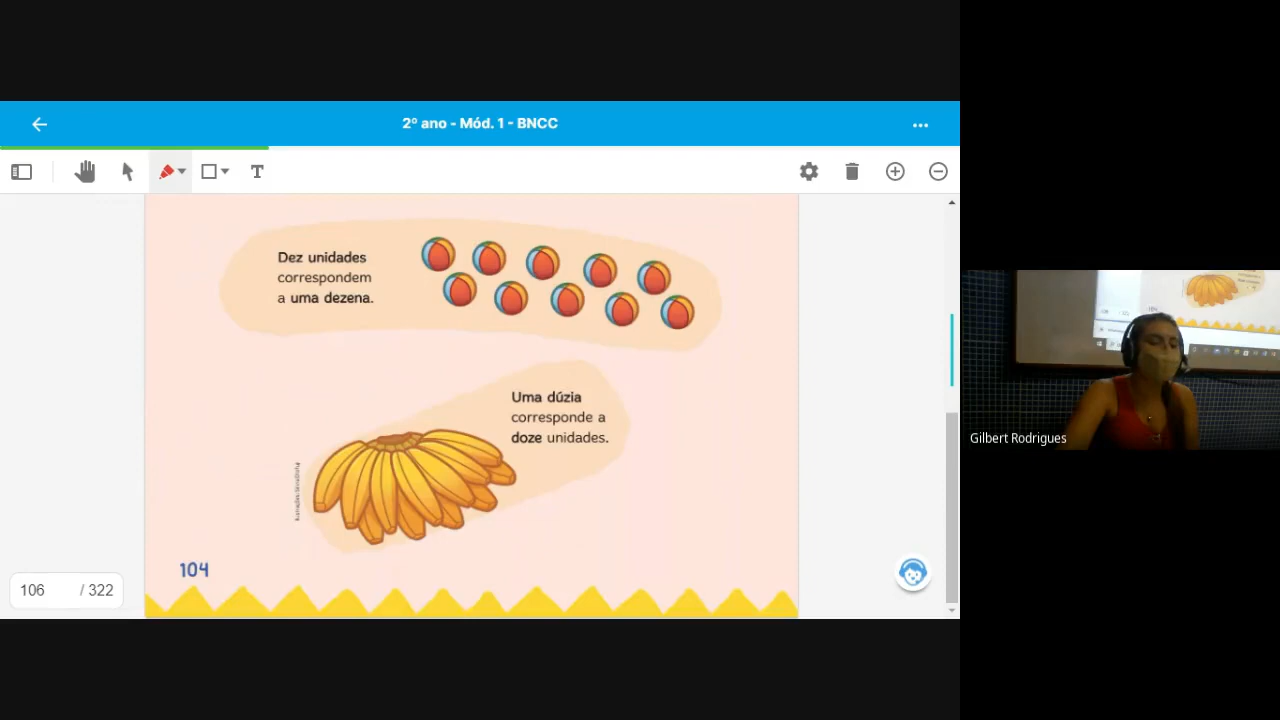 2º ano - Mód. 1 - BNCC
T
Dez unidades
correspondem
a uma dezena.
Uma dúzia
corresponde a
doze unidades.
104
106 / 322
Gilbert Rodrigues